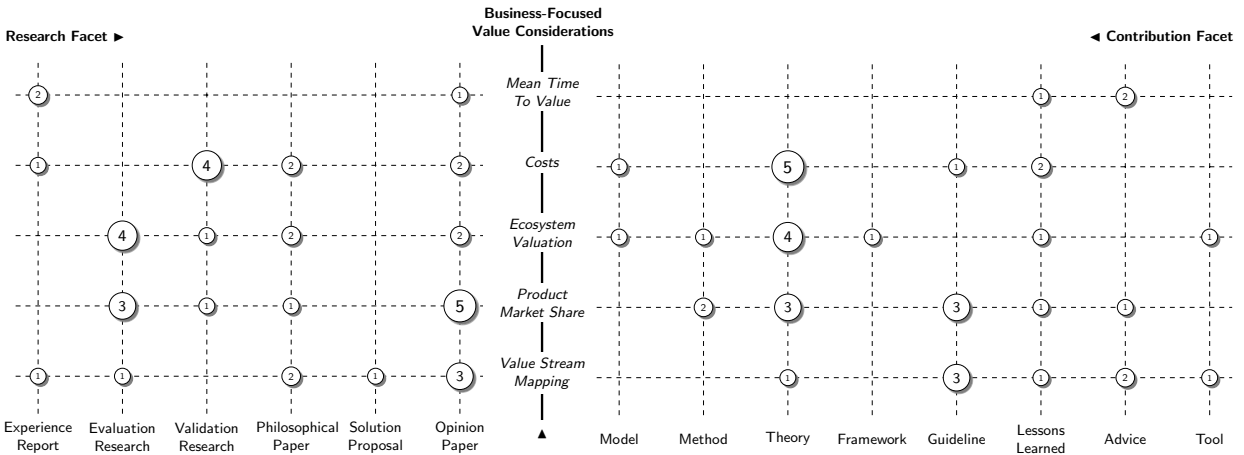 Business-Focused
Value Considerations
Research Facet ►
◄ Contribution Facet
Mean Time
To Value
2 1 1 2
Costs
1 4 2 2 1 5 1 2
Ecosystem
Valuation
4 1 2 2 1 1 4 1 1 1
Product
Market Share
3 1 1 5 2 3 3 1 1
Value Stream
Mapping
1 1 2 1 3 1 3 1 2 1
Experience
Report
Evaluation
Research
Validation
Research
Philosophical
Paper
Solution
Proposal
Opinion
Paper
▲
Model
Method
Theory
Framework
Guideline
Lessons
Learned
Advice
Tool